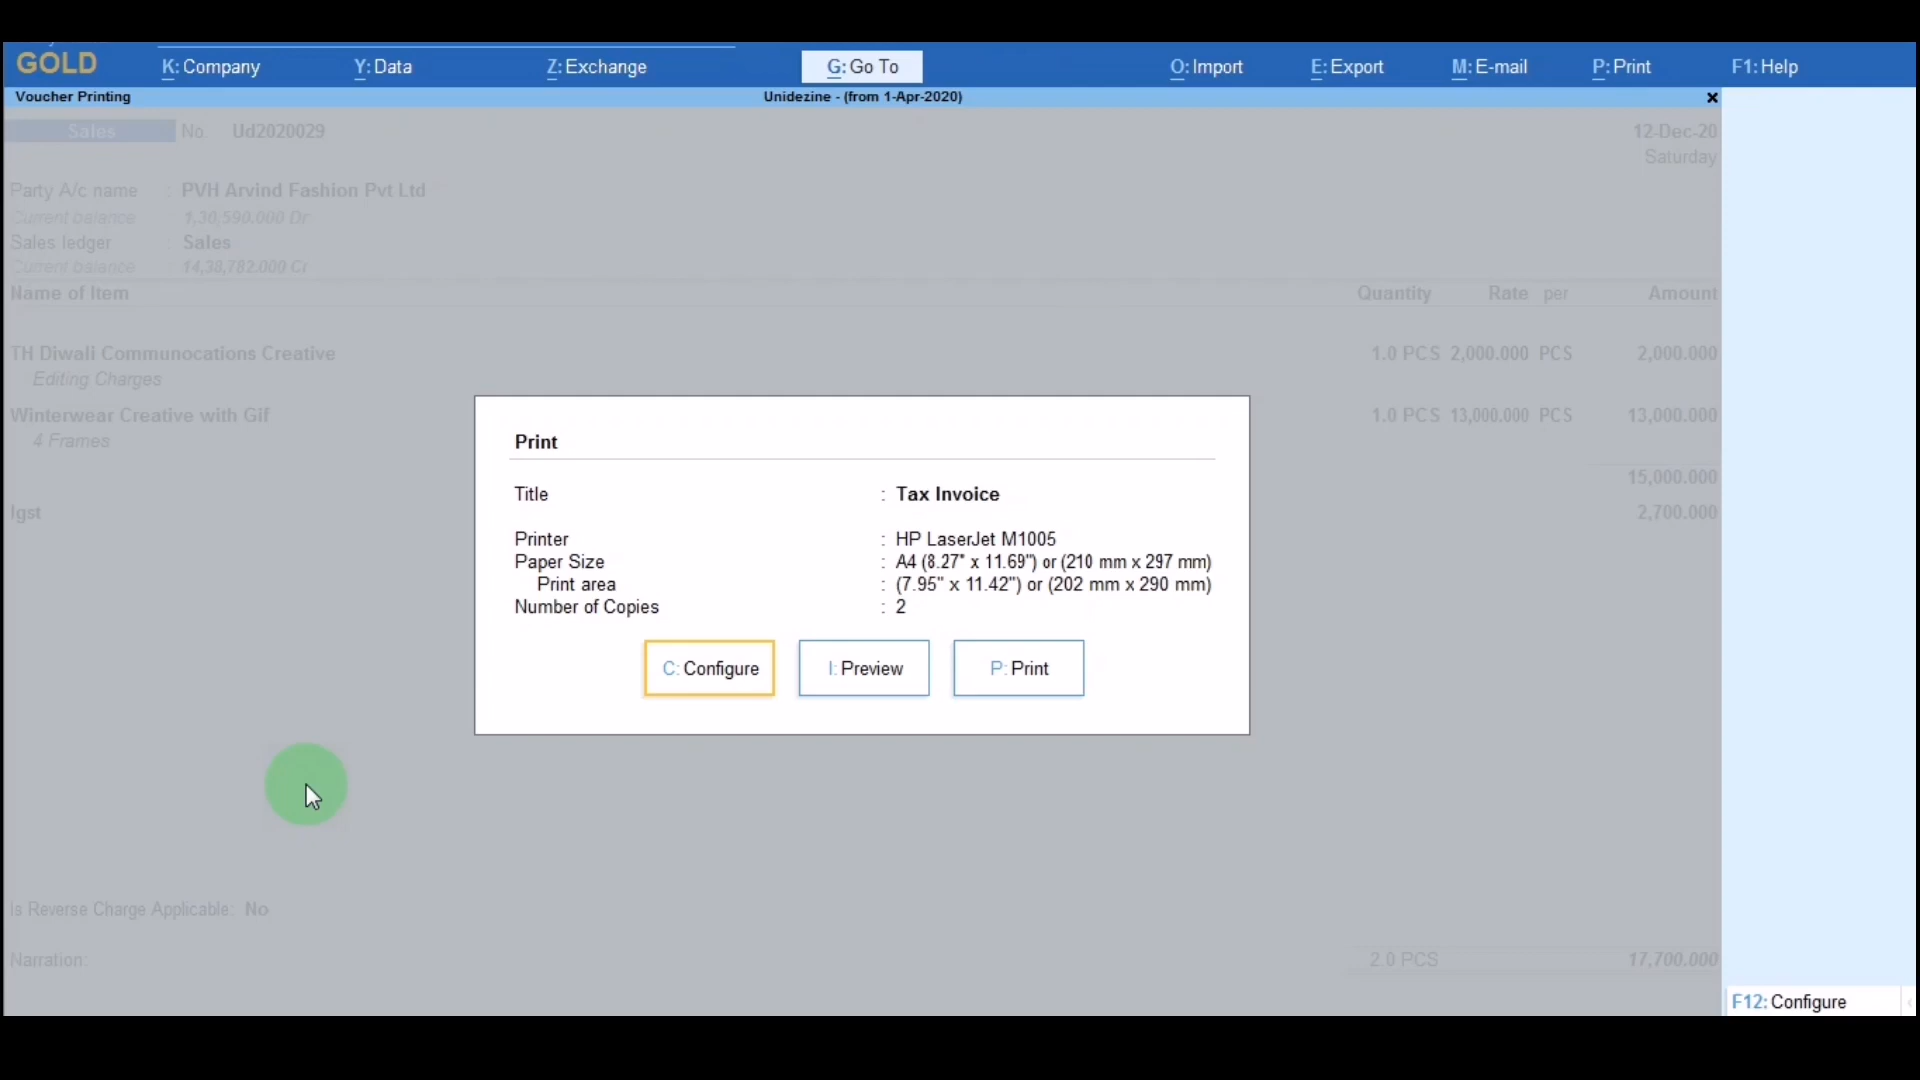 GOLD K: Company Y: Data Z: Exchange G: Go To O: Import E: Export M: E-mail P: Print F1: Help
Voucher Printing Unidezine - (from 1-Apr-2020) x
Sales No. Ud2020029 12-Dec-20
Saturday
Party A/c name : PVH Arvind Fashion Pvt Ltd
Current balance : 1,30,590.000 Dr
Sales ledger : Sales
Current balance : 14,38,782.000 Cr
Name of Item Quantity Rate per Amount
TH Diwali Communocations Creative 1.0 PCS 2,000.000 PCS 2,000.000
Editing Charges
Winterwear Creative with Gif 1.0 PCS 13,000.000 PCS 13,000.000
4 Frames
15,000.000
Igst 2,700.000
Print
Title : Tax Invoice
Printer : HP LaserJet M1005
Paper Size : A4 (8.27" x 11.69") or (210 mm x 297 mm)
Print area : (7.95" x 11.42") or (202 mm x 290 mm)
Number of Copies : 2
C: Configure I: Preview P: Print
Is Reverse Charge Applicable: No
Narration: 2.0 PCS 17,700.000
F12: Configure